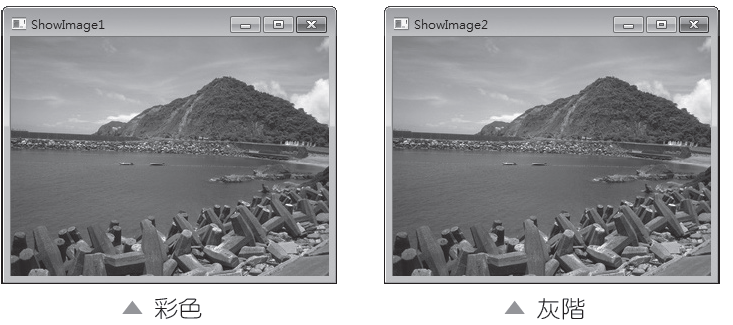 ShowImage1
ShowImage2
▲ 彩色
▲ 灰階